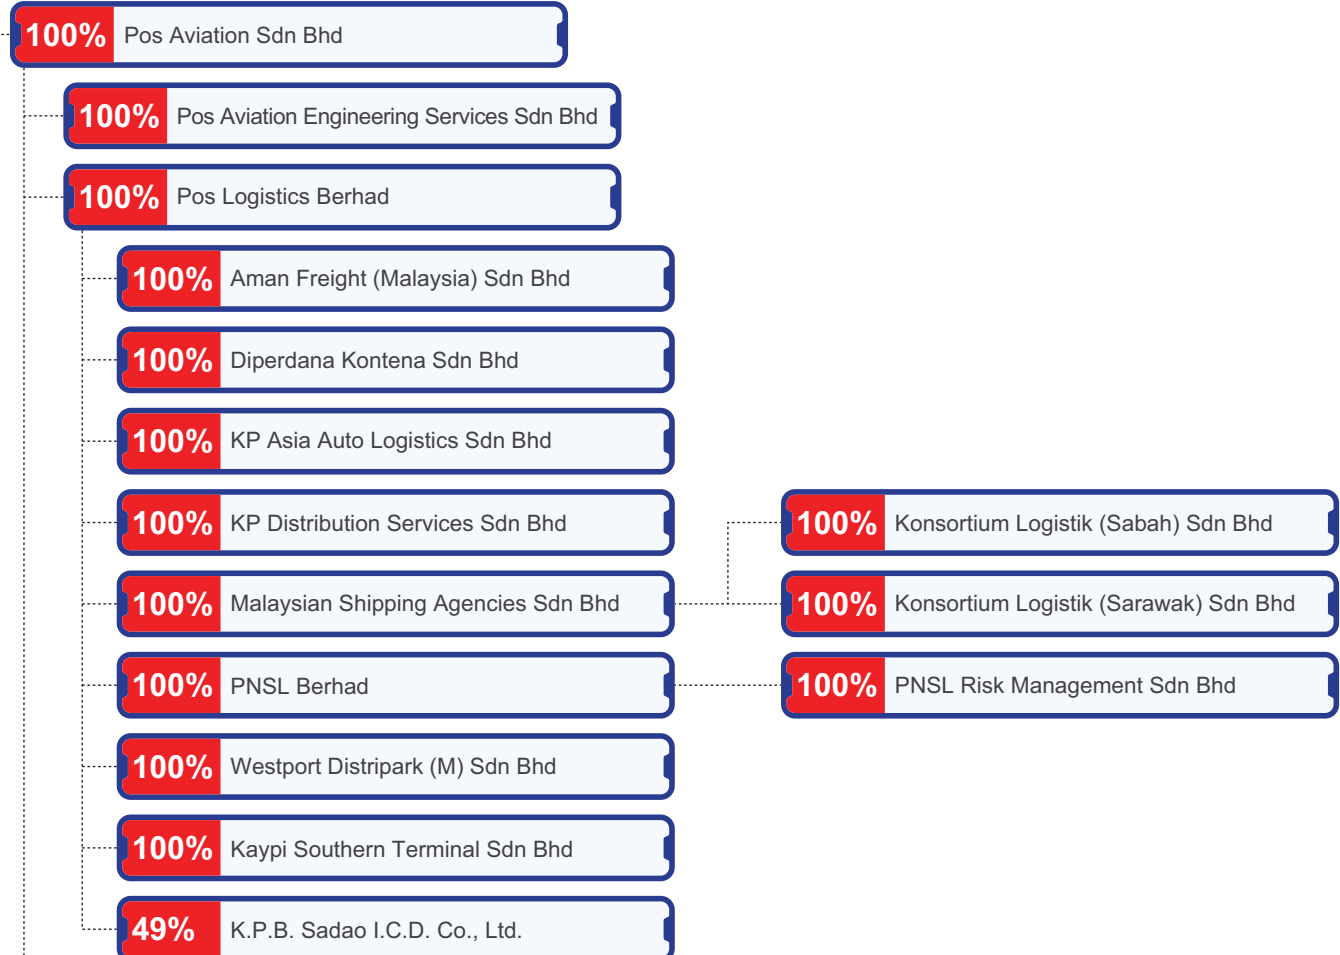 100% Pos Aviation Sdn Bhd
100% Pos Aviation Engineering Services Sdn Bhd
100% Pos Logistics Berhad
100% Aman Freight (Malaysia) Sdn Bhd
100% Diperdana Kontena Sdn Bhd
100% KP Asia Auto Logistics Sdn Bhd
100% KP Distribution Services Sdn Bhd
100% Konsortium Logistik (Sabah) Sdn Bhd
100% Malaysian Shipping Agencies Sdn Bhd
100% Konsortium Logistik (Sarawak) Sdn Bhd
100% PNSL Berhad
100% PNSL Risk Management Sdn Bhd
100% Westport Distripark (M) Sdn Bhd
100% Kaypi Southern Terminal Sdn Bhd
49% K.P.B. Sadao I.C.D. Co., Ltd.